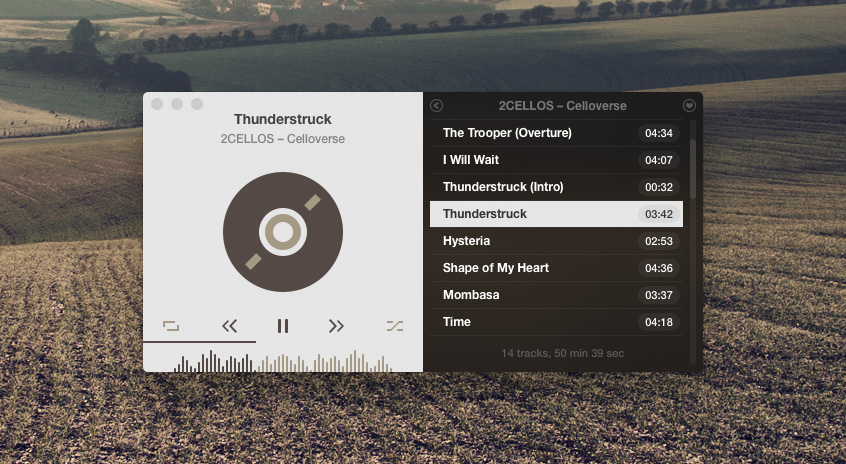 Thunderstruck
2CELLOS – Celloverse
2CELLOS – Celloverse
The Trooper (Overture) 04:34
I Will Wait 04:07
Thunderstruck (Intro) 00:32
Thunderstruck 03:42
Hysteria 02:53
Shape of My Heart 04:36
Mombasa 03:37
Time 04:18
14 tracks, 50 min 39 sec